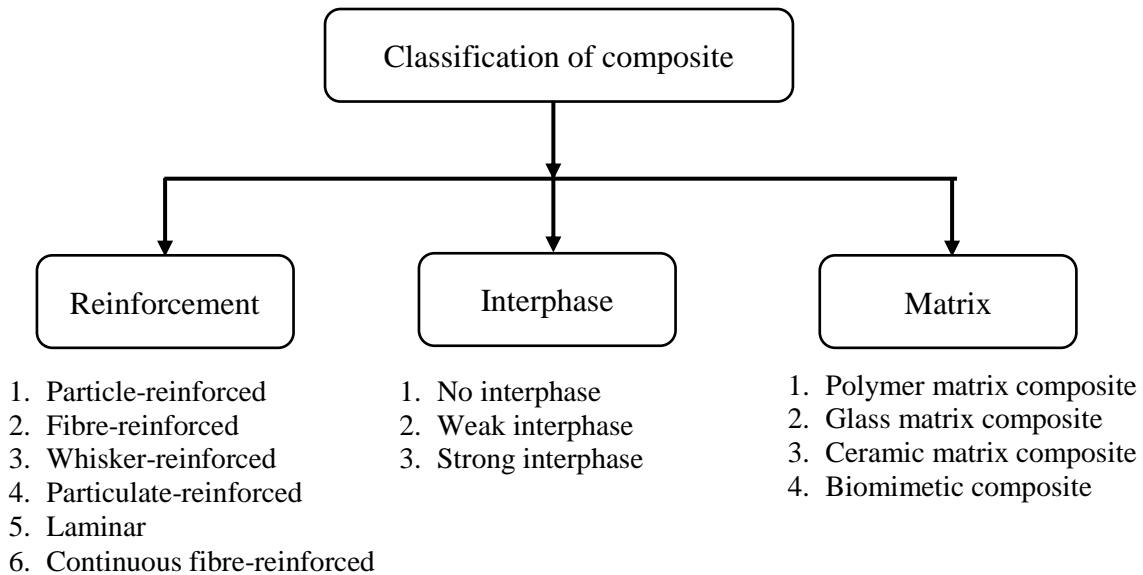 Classification of composite
Reinforcement
Interphase
Matrix
1. Particle-reinforced
2. Fibre-reinforced
3. Whisker-reinforced
4. Particulate-reinforced
5. Laminar
6. Continuous fibre-reinforced
1. No interphase
2. Weak interphase
3. Strong interphase
1. Polymer matrix composite
2. Glass matrix composite
3. Ceramic matrix composite
4. Biomimetic composite